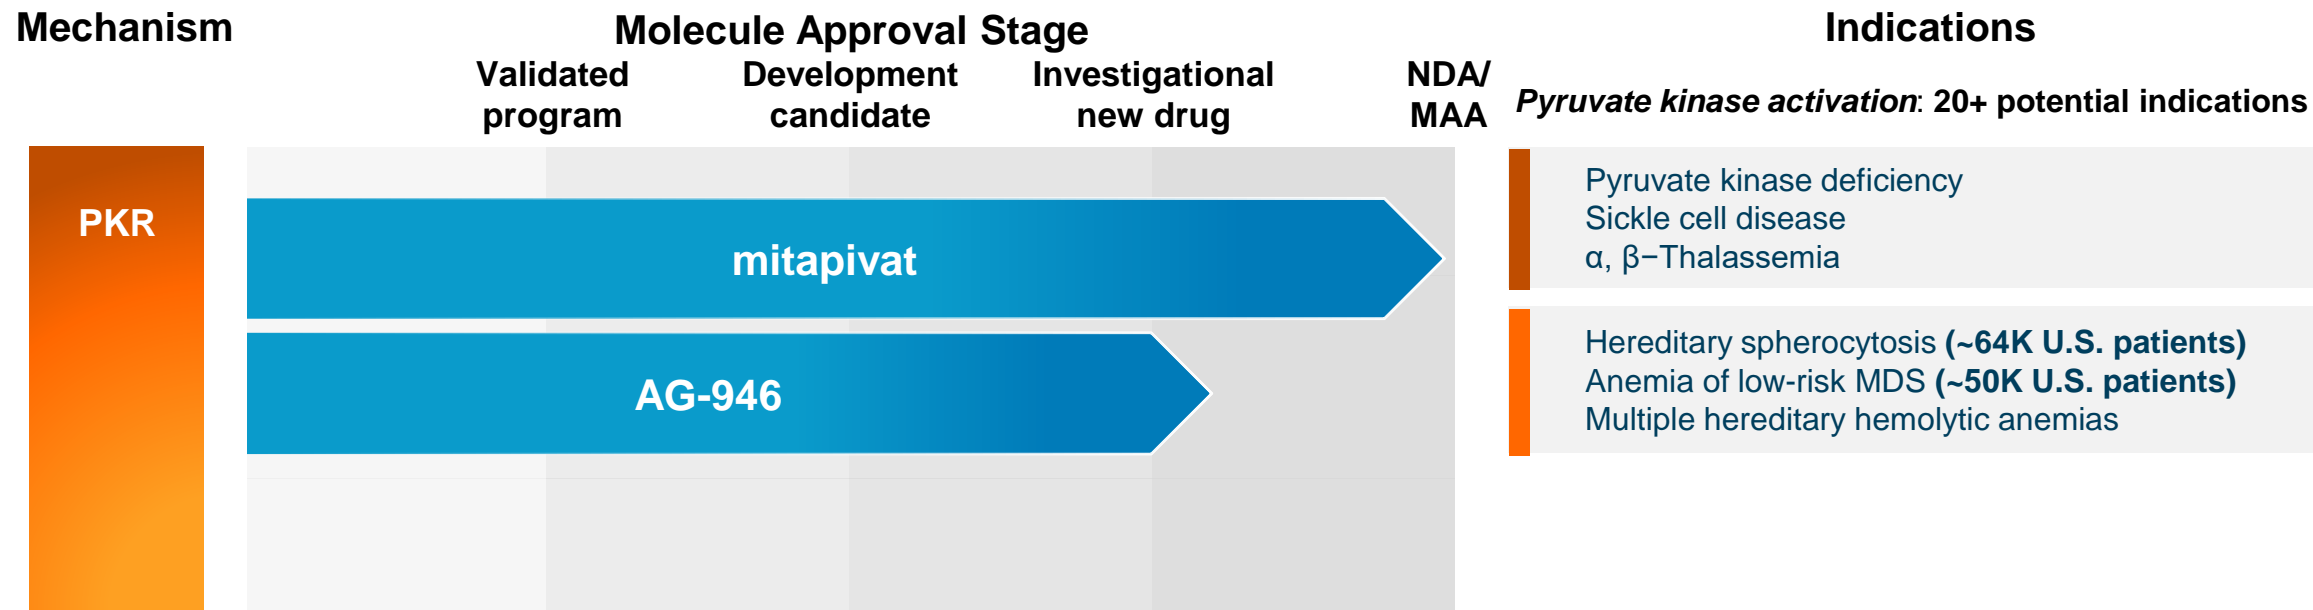 Mechanism
Molecule Approval Stage
Indications
Validated
program
Development
candidate
Investigational
new drug
NDA/
MAA
Pyruvate kinase activation: 20+ potential indications
PKR
mitapivat
AG-946
Pyruvate kinase deficiency
Sickle cell disease
α, β−Thalassemia
Hereditary spherocytosis (~64K U.S. patients)
Anemia of low-risk MDS (~50K U.S. patients)
Multiple hereditary hemolytic anemias